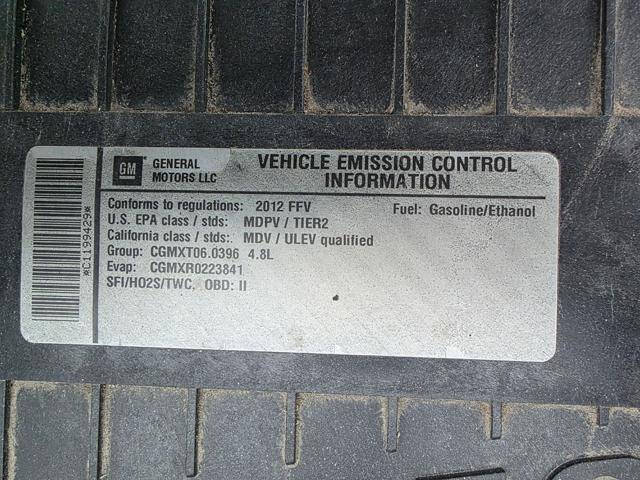 GM
GENERAL
MOTORS LLC
VEHICLE EMISSION CONTROL
INFORMATION
Conforms to regulations: 2012 FFV
Fuel: Gasoline/Ethanol
U.S. EPA class / stds: MDPV / TIER2
California class / stds: MDV / ULEV qualified
Group: CGMXT06.0396 4.8L
Evap: CGMXR0223841
SFI/HO2S/TWC, OBD: II
*C1199429*